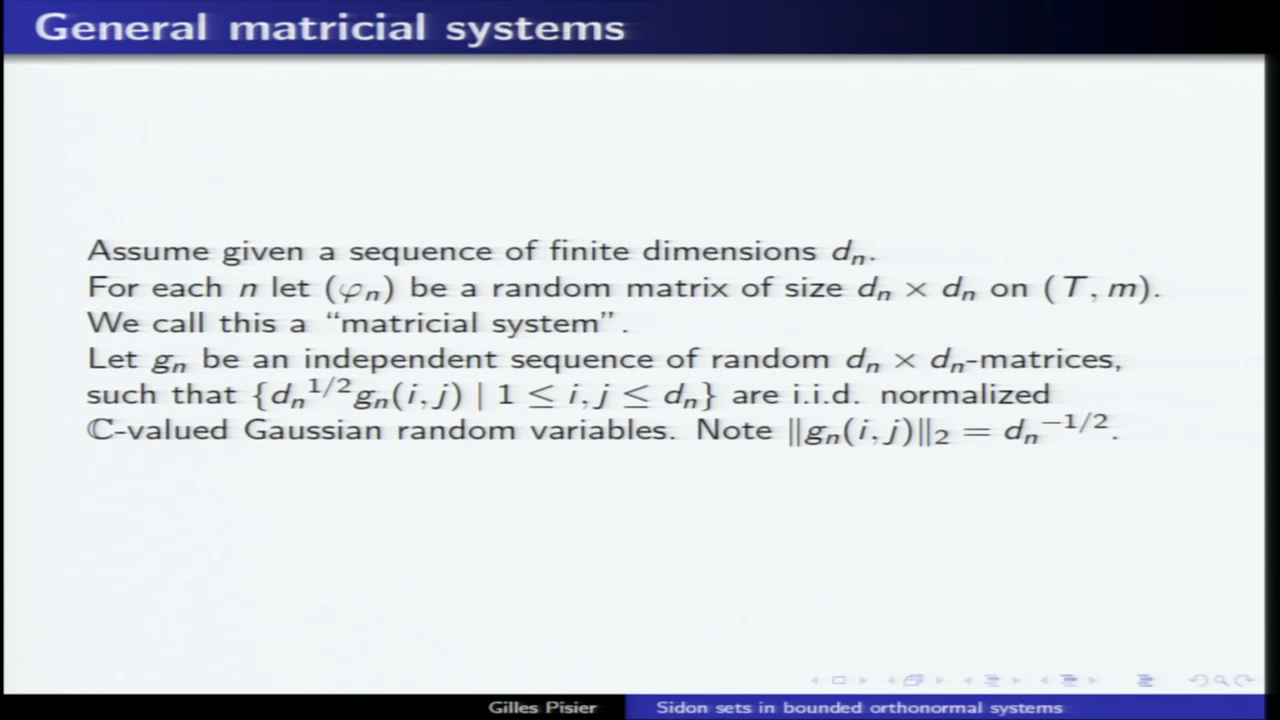 General matricial systems
Assume given a sequence of finite dimensions dₙ.
For each n let (φₙ) be a random matrix of size dₙ × dₙ on (T, m).
We call this a “matricial system”.
Let gₙ be an independent sequence of random dₙ × dₙ-matrices,
such that {dₙ^1/2 gₙ(i, j) | 1 ≤ i, j ≤ dₙ} are i.i.d. normalized
ℂ-valued Gaussian random variables. Note ‖gₙ(i, j)‖₂ = dₙ^−1/2.
Gilles Pisier Sidon sets in bounded orthonormal systems